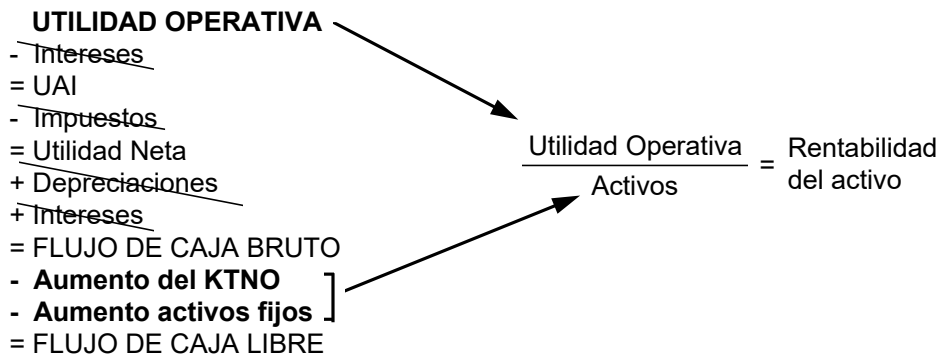 UTILIDAD OPERATIVA
- Intereses
= UAI
- Impuestos
= Utilidad Neta
+ Depreciaciones
+ Intereses
= FLUJO DE CAJA BRUTO
- Aumento del KTNO
- Aumento activos fijos
= FLUJO DE CAJA LIBRE
Utilidad Operativa
Activos
=
Rentabilidad
del activo